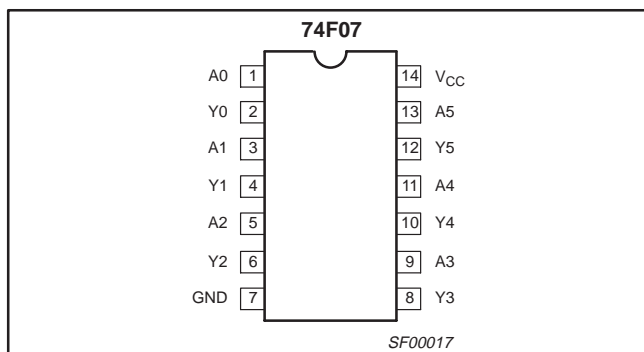 74F07
A0 1 14 VCC
Y0 2 13 A5
A1 3 12 Y5
Y1 4 11 A4
A2 5 10 Y4
Y2 6 9 A3
GND 7 8 Y3
SF00017